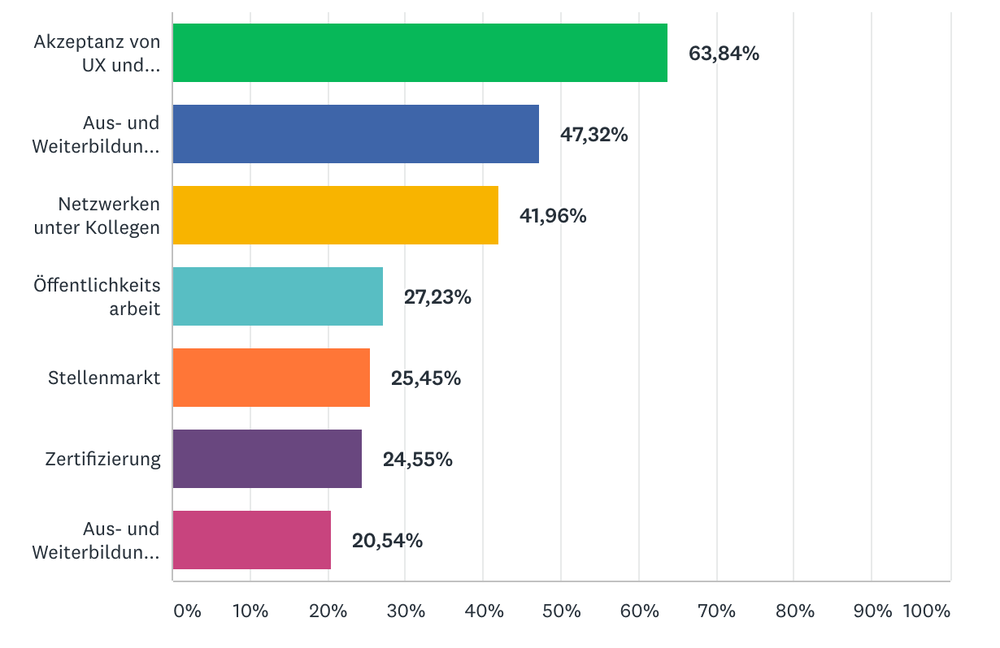 Akzeptanz von
UX und...
63,84%
Aus- und
Weiterbildun...
47,32%
Netzwerken
unter Kollegen
41,96%
Öffentlichkeits
arbeit
27,23%
Stellenmarkt
25,45%
Zertifizierung
24,55%
Aus- und
Weiterbildun...
20,54%
0% 10% 20% 30% 40% 50% 60% 70% 80% 90% 100%